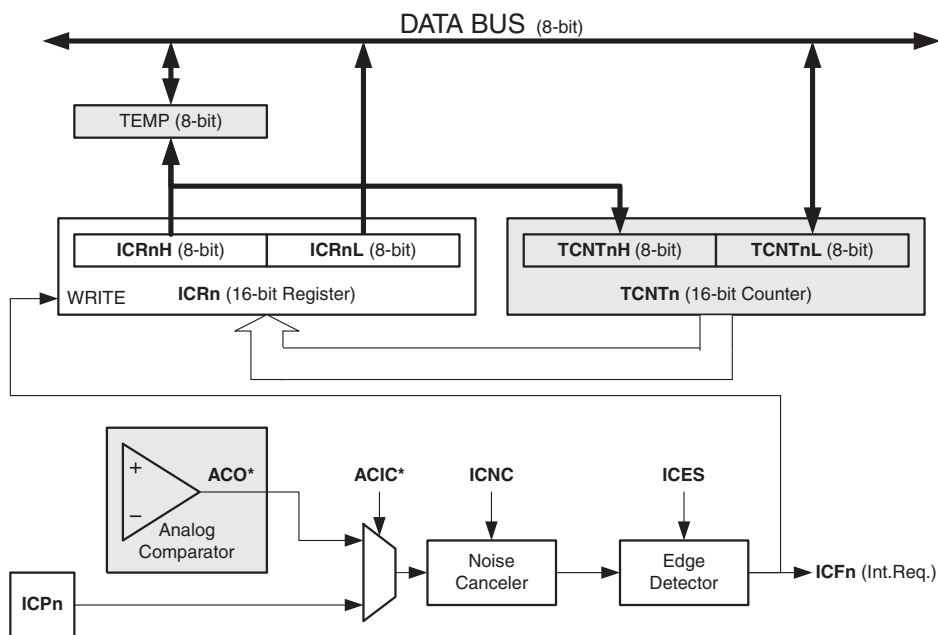 DATA BUS (8-bit)
TEMP (8-bit)
ICRnH (8-bit) ICRnL (8-bit) TCNTnH (8-bit) TCNTnL (8-bit)
WRITE ICRn (16-bit Register) TCNTn (16-bit Counter)
+
ACO* ACIC* ICNC ICES
−
Analog
Comparator
Noise
Canceler
Edge
Detector
ICFn (Int.Req.)
ICPn